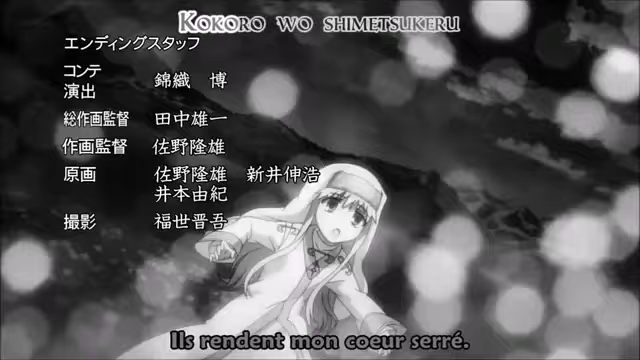 Kokoro wo shimetsukeru
エンディングスタッフ
コンテ
演出 錦織 博
総作画監督 田中雄一
作画監督 佐野隆雄
原画 佐野隆雄 新井伸浩
井本由紀
撮影 福世晋吾
Ils rendent mon coeur serré.